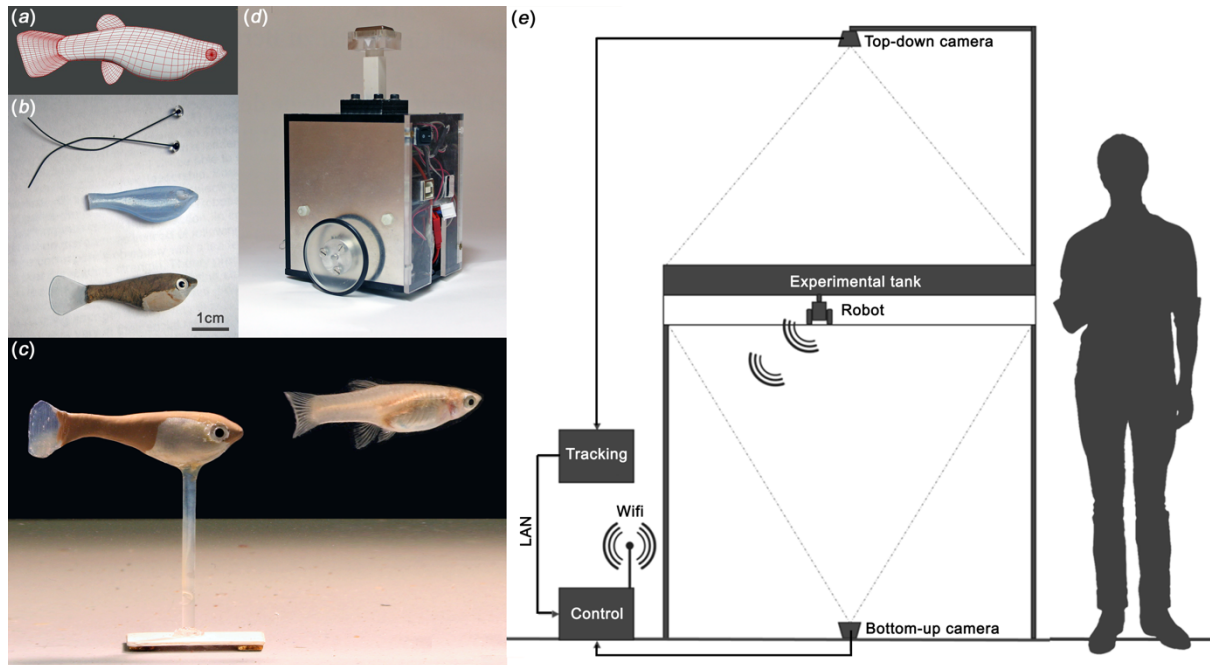 (a)
(b)
1cm
(c)
(d)
(e)
Top-down camera
Experimental tank
Robot
Tracking
Wifi
LAN
Control
Bottom-up camera